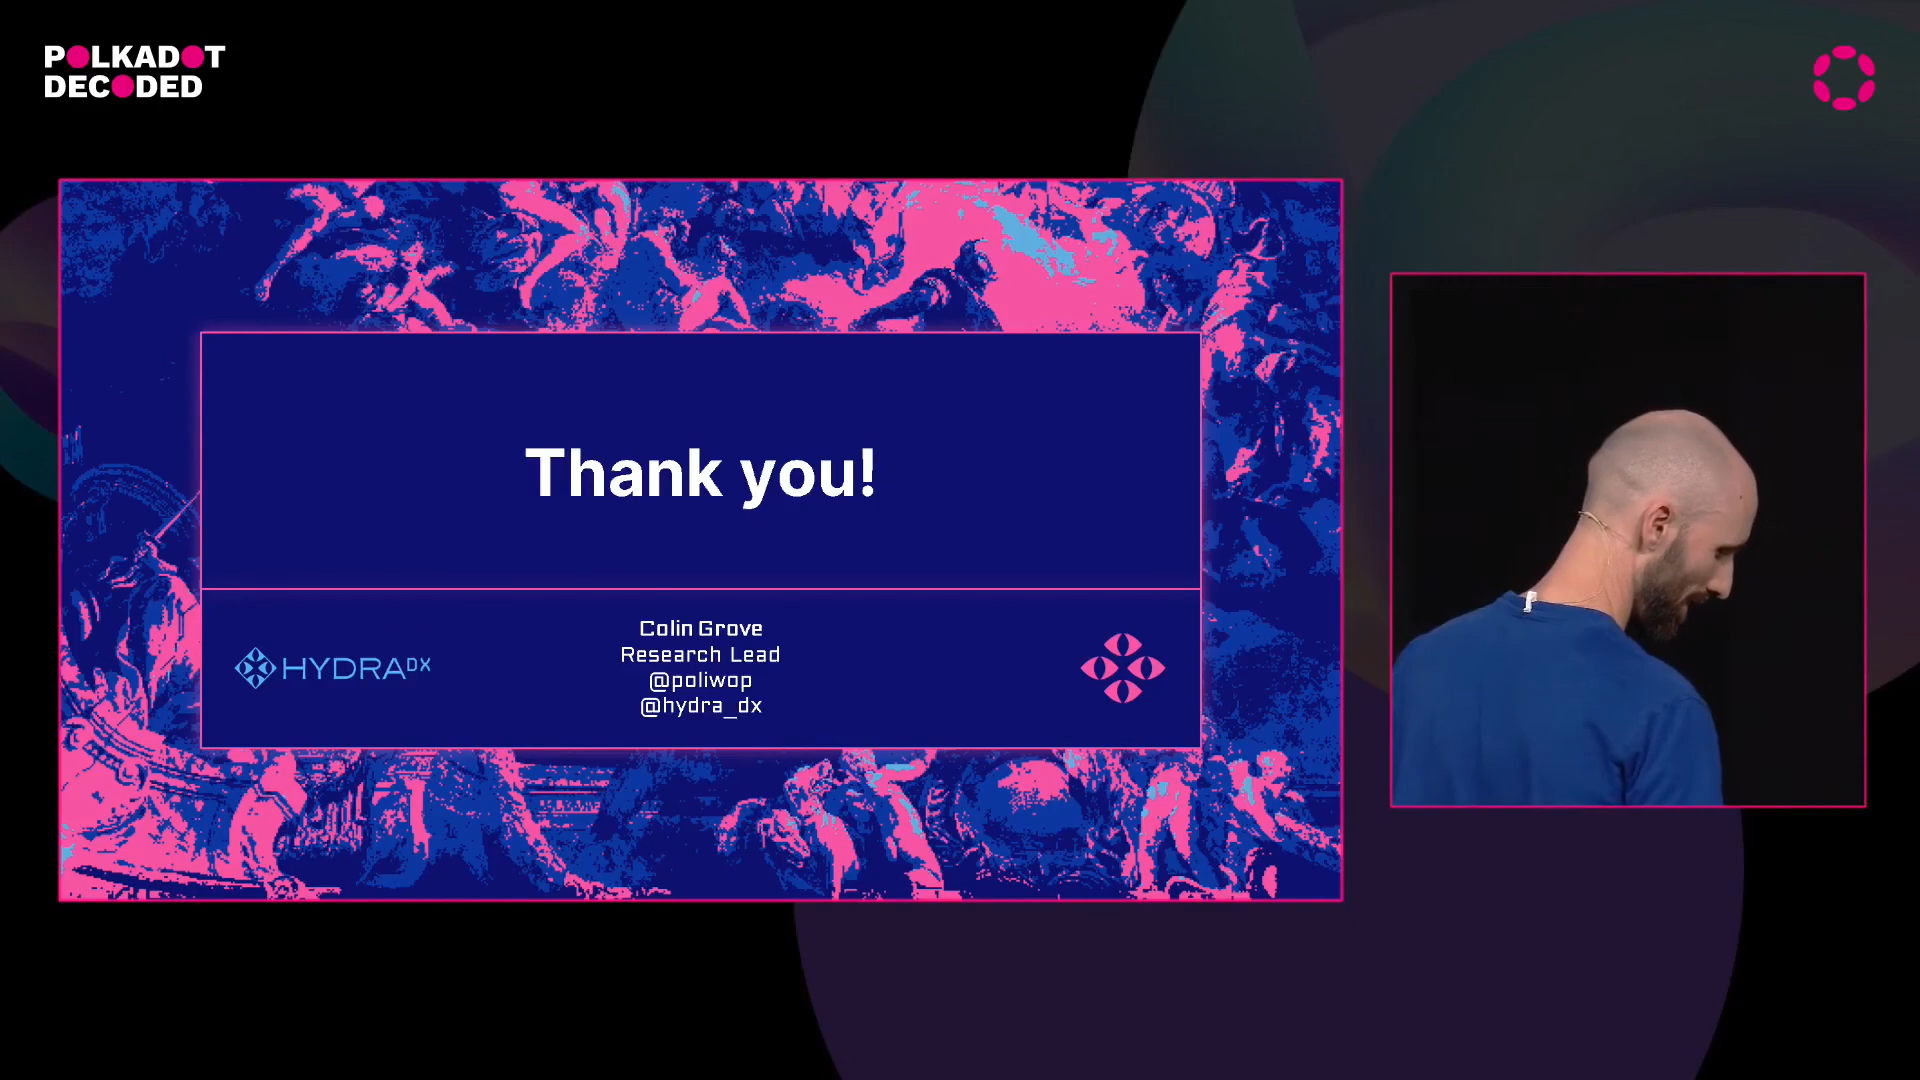 POLKADOT
DECODED
Thank you!
HYDRADX
Colin Grove
Research Lead
@poliwop
@hydra_dx